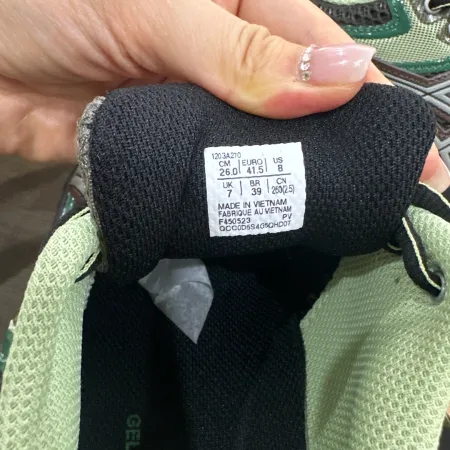 1203A210
CM EURO US
26.0 41.5 8
UK BR CN
7 39 260(2.5)
MADE IN VIETNAM
FABRIQUE AU VIETNAM
F450523 PV
GEL